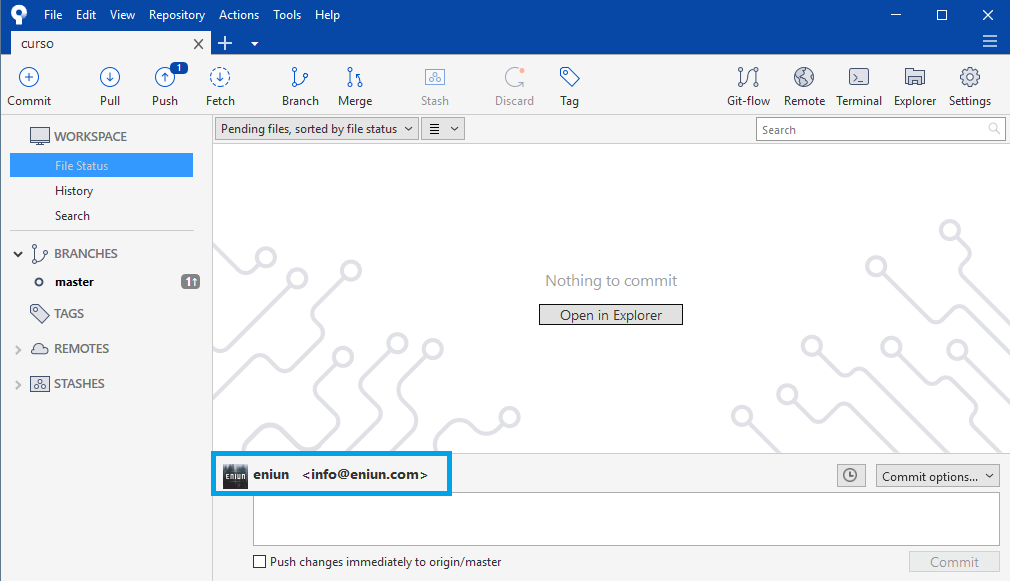 File Edit View Repository Actions Tools Help
curso
1
Commit Pull Push Fetch Branch Merge Stash Discard Tag Git-flow Remote Terminal Explorer Settings
WORKSPACE
File Status
History
Search
BRANCHES
master 1↑
TAGS
REMOTES
STASHES
Pending files, sorted by file status
Search
Nothing to commit
Open in Explorer
ENIUN
eniun <info@eniun.com>
Commit options...
Push changes immediately to origin/master
Commit